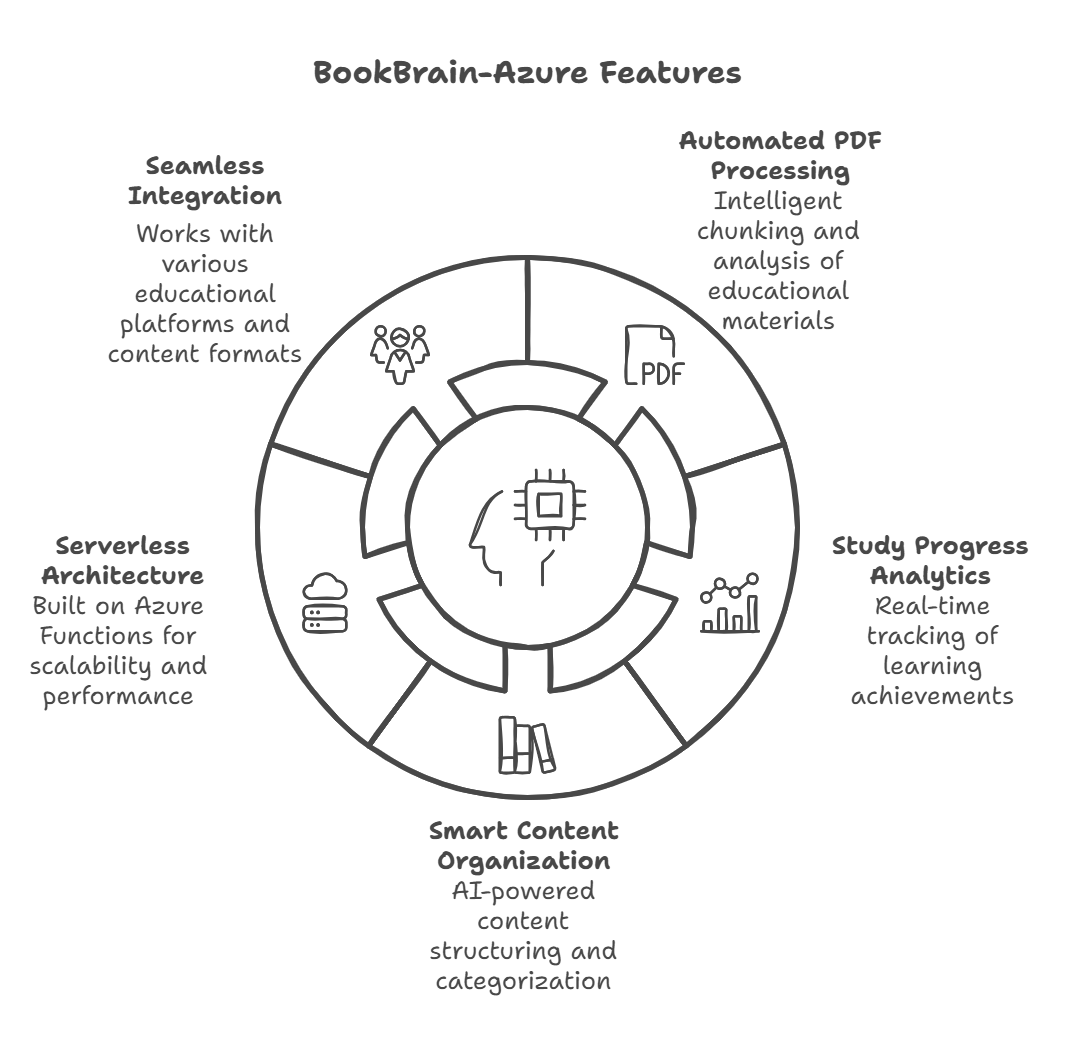 BookBrain-Azure Features
Seamless
Integration
Works with
various
educational
platforms and
content formats
Automated PDF
Processing
Intelligent
chunking and
analysis of
educational
materials
PDF
Serverless
Architecture
Built on Azure
Functions for
scalability and
performance
Study Progress
Analytics
Real-time
tracking of
learning
achievements
Smart Content
Organization
AI-powered
content
structuring and
categorization